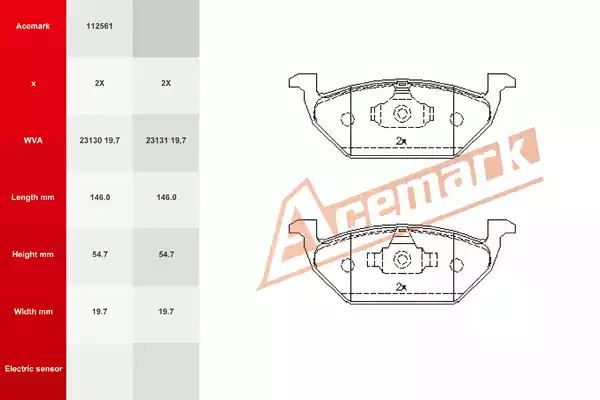 Acemark 112561
x 2X 2X
WVA 23130 19,7 23131 19,7
Length mm 146.0 146.0
Height mm 54.7 54.7
Width mm 19.7 19.7
Electric sensor
2x
Acemark
2x